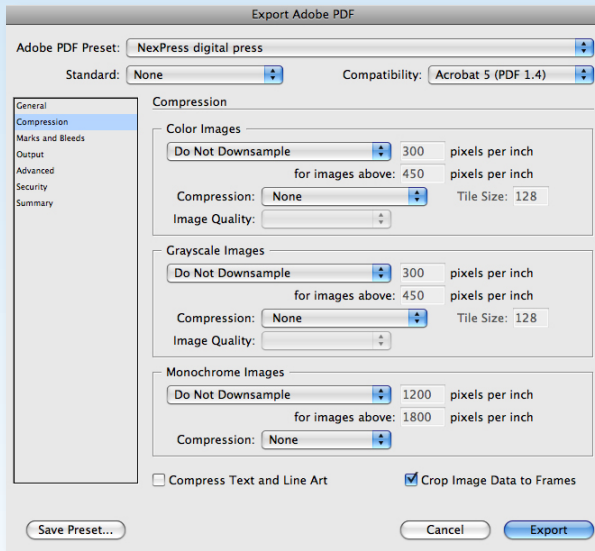 Export Adobe PDF
Adobe PDF Preset: NexPress digital press
Standard: None Compatibility: Acrobat 5 (PDF 1.4)
General
Compression
Marks and Bleeds
Output
Advanced
Security
Summary
Compression
Color Images
Do Not Downsample 300 pixels per inch
for images above: 450 pixels per inch
Compression: None Tile Size: 128
Image Quality:
Grayscale Images
Do Not Downsample 300 pixels per inch
for images above: 450 pixels per inch
Compression: None Tile Size: 128
Image Quality:
Monochrome Images
Do Not Downsample 1200 pixels per inch
for images above: 1800 pixels per inch
Compression: None
Compress Text and Line Art Crop Image Data to Frames
Save Preset... Cancel Export